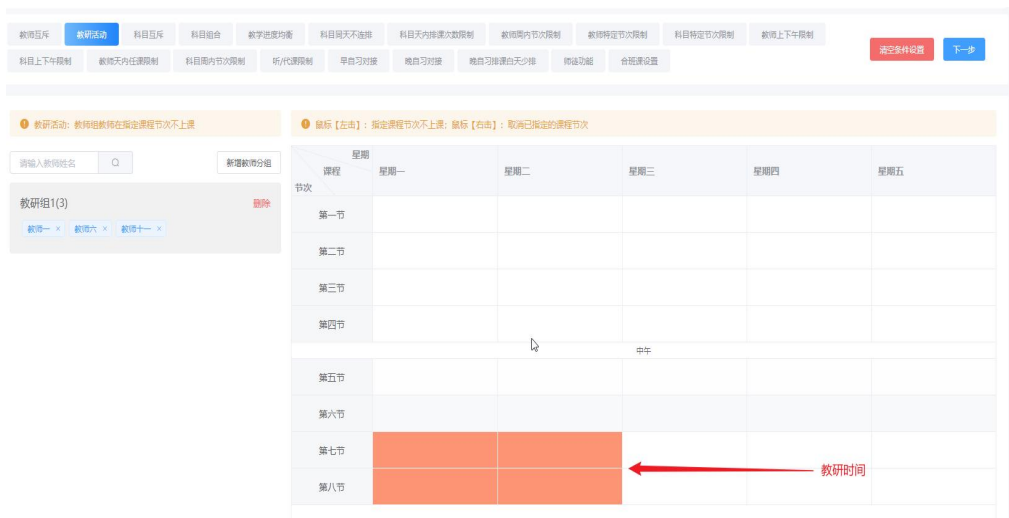 教师互斥 教研活动 科目互斥 科目组合 教学进度均衡 科目同天不连排 科目天内排课次数限制 教师周内节次限制 教师特定节次限制 科目特定节次限制 教师上下午限制
科目上下午限制 教师天内任课限制 科目周内节次限制 听/代课限制 早自习对接 晚自习对接 晚自习排课白天少排 师徒功能 合班课设置
清空条件设置 下一步
教研活动：教师组教师在指定课程节次不上课
鼠标【左击】：指定课程节次不上课；鼠标【右击】：取消已指定的课程节次
请输入教师姓名 新增教师分组
教研组1(3) 删除
教师一 × 教师六 × 教师十一 ×
星期
课程
节次
星期一 星期二 星期三 星期四 星期五
第一节
第二节
第三节
第四节
中午
第五节
第六节
第七节
教研时间
第八节